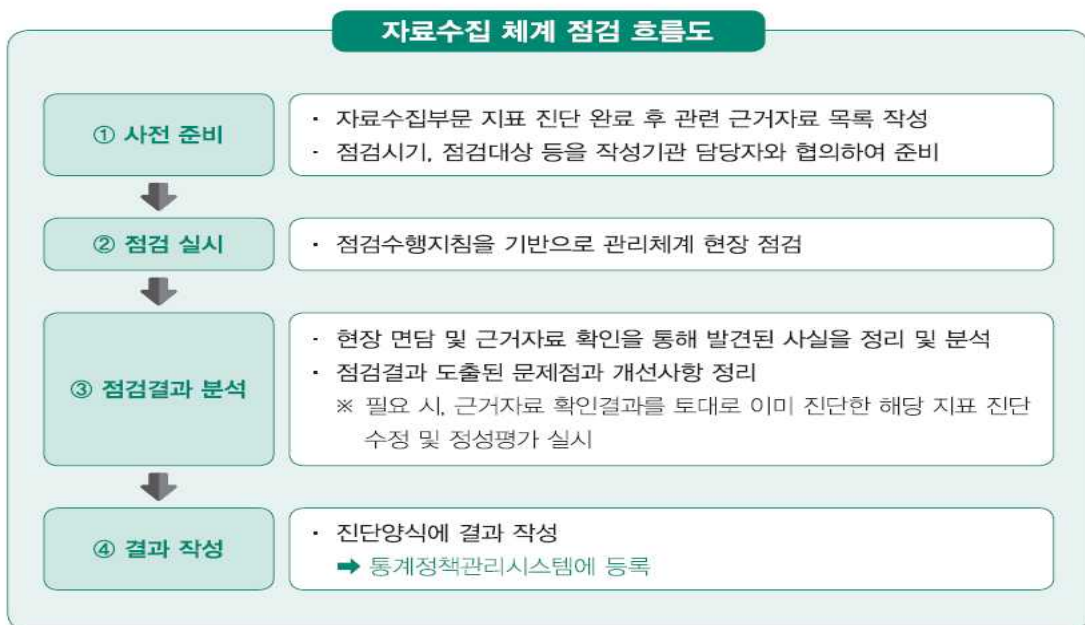 자료수집 체계 점검 흐름도
① 사전 준비
· 자료수집부문 지표 진단 완료 후 관련 근거자료 목록 작성
· 점검시기, 점검대상 등을 작성기관 담당자와 협의하여 준비
② 점검 실시
· 점검수행지침을 기반으로 관리체계 현장 점검
③ 점검결과 분석
· 현장 면담 및 근거자료 확인을 통해 발견된 사실을 정리 및 분석
· 점검결과 도출된 문제점과 개선사항 정리
※ 필요 시, 근거자료 확인결과를 토대로 이미 진단한 해당 지표 진단
수정 및 정성평가 실시
④ 결과 작성
· 진단양식에 결과 작성
➡ 통계정책관리시스템에 등록